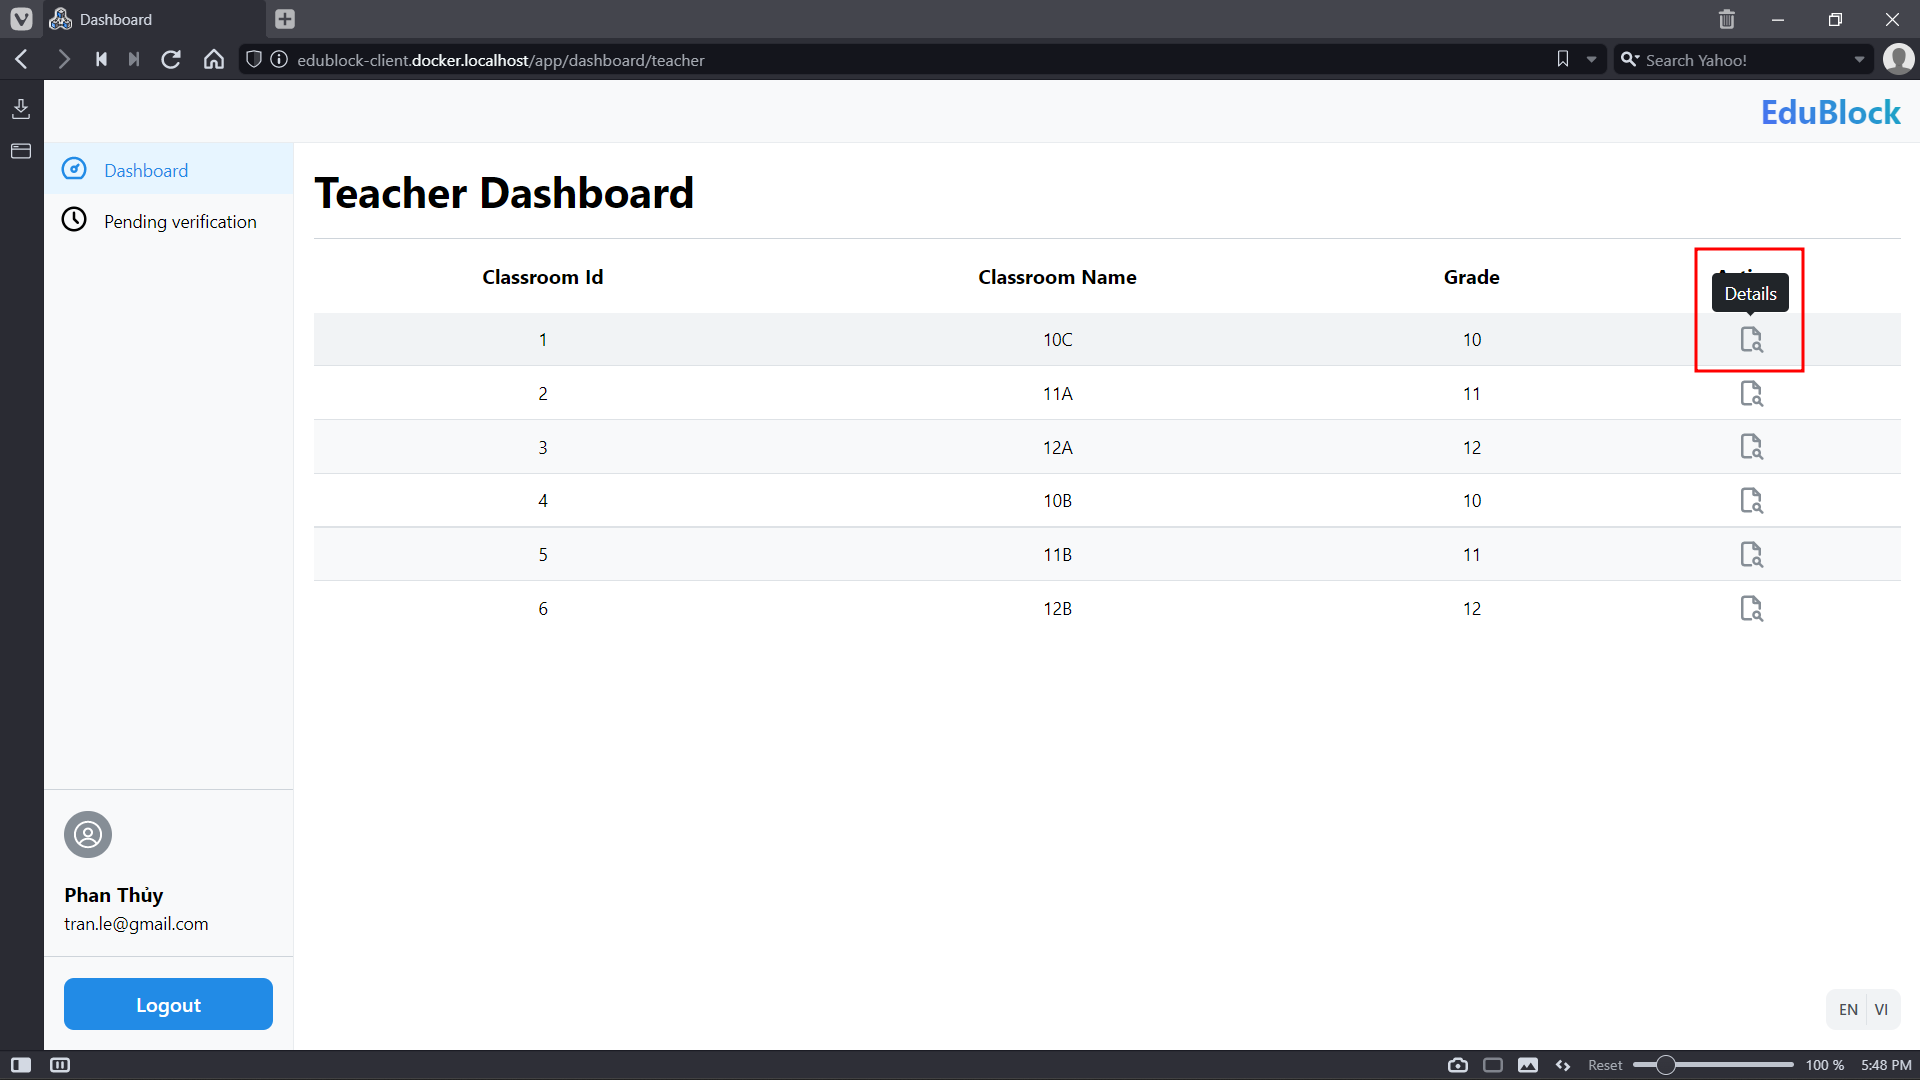 Dashboard
edublock-client.docker.localhost/app/dashboard/teacher
Search Yahoo!
EduBlock
Dashboard
Pending verification
Teacher Dashboard
Classroom Id Classroom Name Grade
Details
1 10C 10
2 11A 11
3 12A 12
4 10B 10
5 11B 11
6 12B 12
Phan Thủy
tran.le@gmail.com
Logout
EN VI
Reset 100 % 5:48 PM